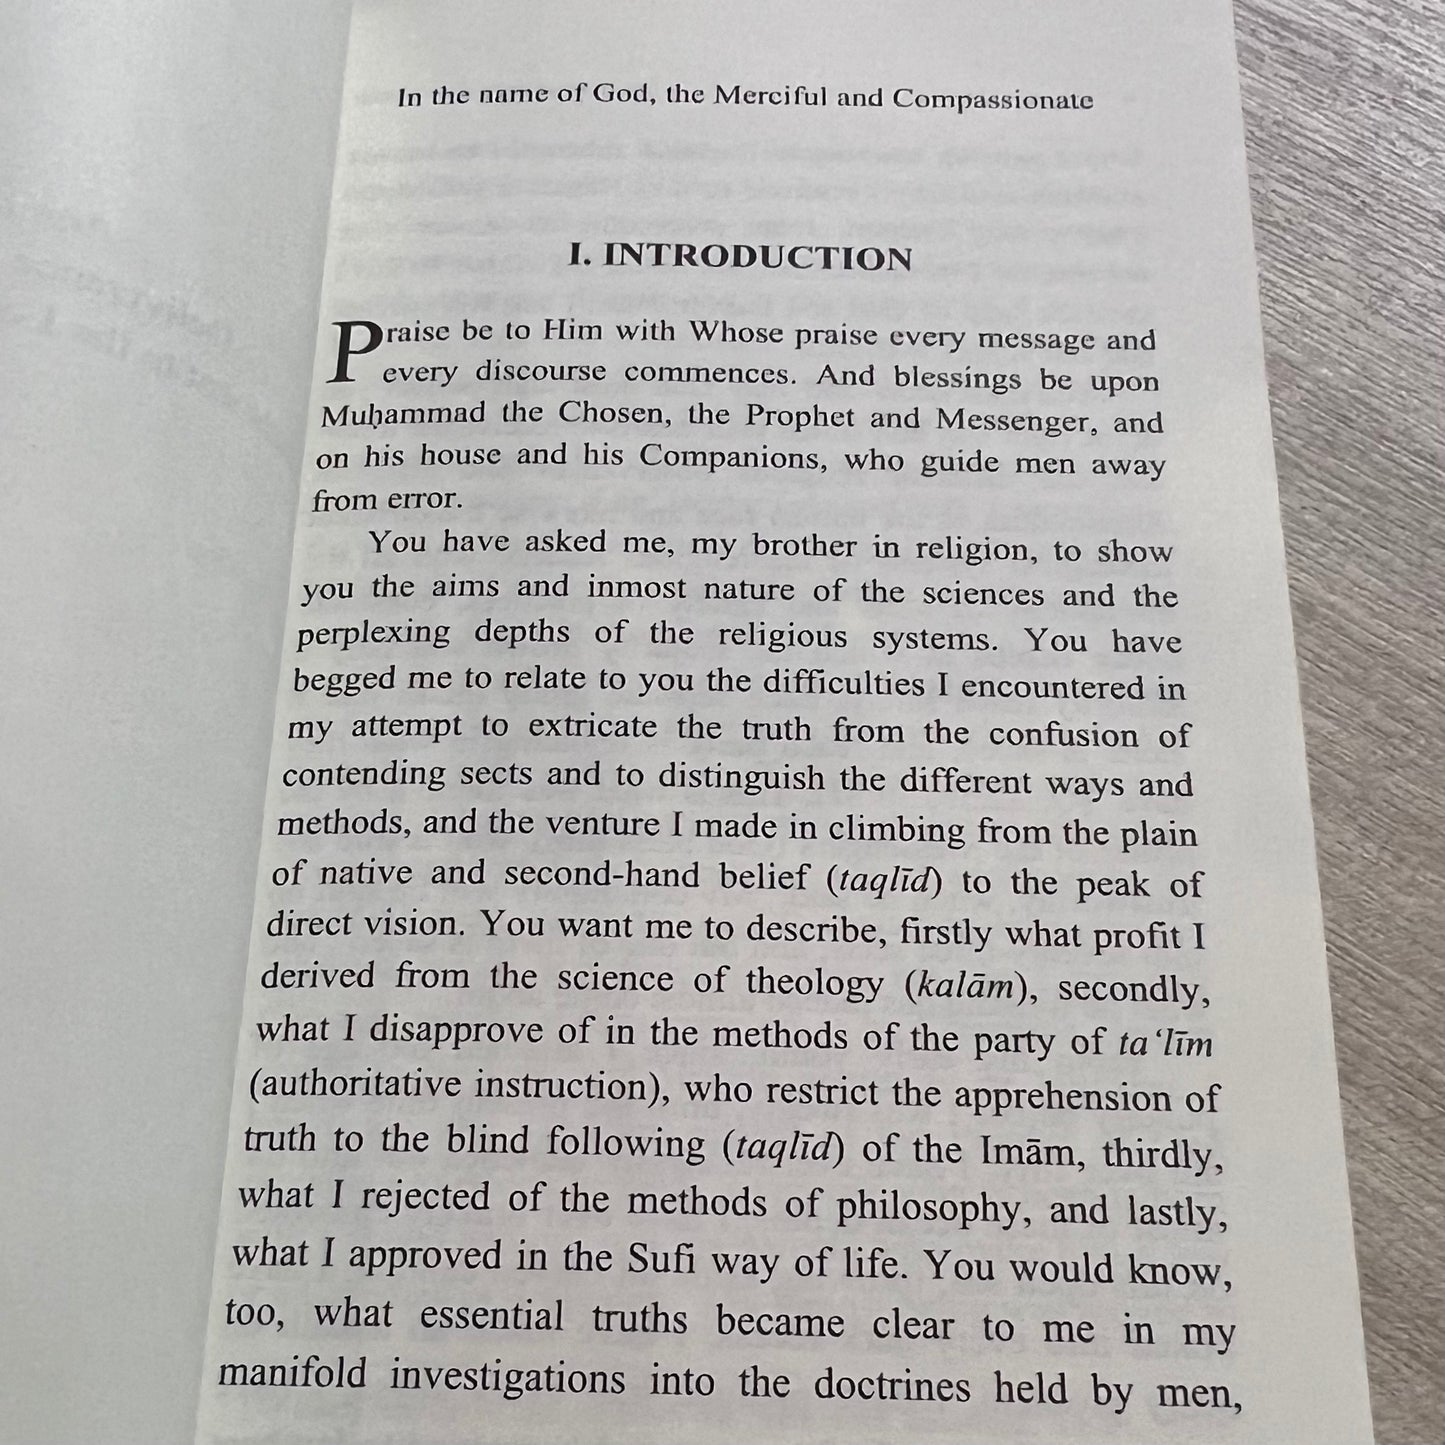 In the name of God, the Merciful and Compassionate
I. INTRODUCTION
Praise be to Him with Whose praise every message and
every discourse commences. And blessings be upon
Muḥammad the Chosen, the Prophet and Messenger, and
on his house and his Companions, who guide men away
from error.
You have asked me, my brother in religion, to show
you the aims and inmost nature of the sciences and the
perplexing depths of the religious systems. You have
begged me to relate to you the difficulties I encountered in
my attempt to extricate the truth from the confusion of
contending sects and to distinguish the different ways and
methods, and the venture I made in climbing from the plain
of native and second-hand belief (taqlīd) to the peak of
direct vision. You want me to describe, firstly what profit I
derived from the science of theology (kalām), secondly,
what I disapprove of in the methods of the party of ta‘līm
(authoritative instruction), who restrict the apprehension of
truth to the blind following (taqlīd) of the Imām, thirdly,
what I rejected of the methods of philosophy, and lastly,
what I approved in the Sufi way of life. You would know,
too, what essential truths became clear to me in my
manifold investigations into the doctrines held by men,